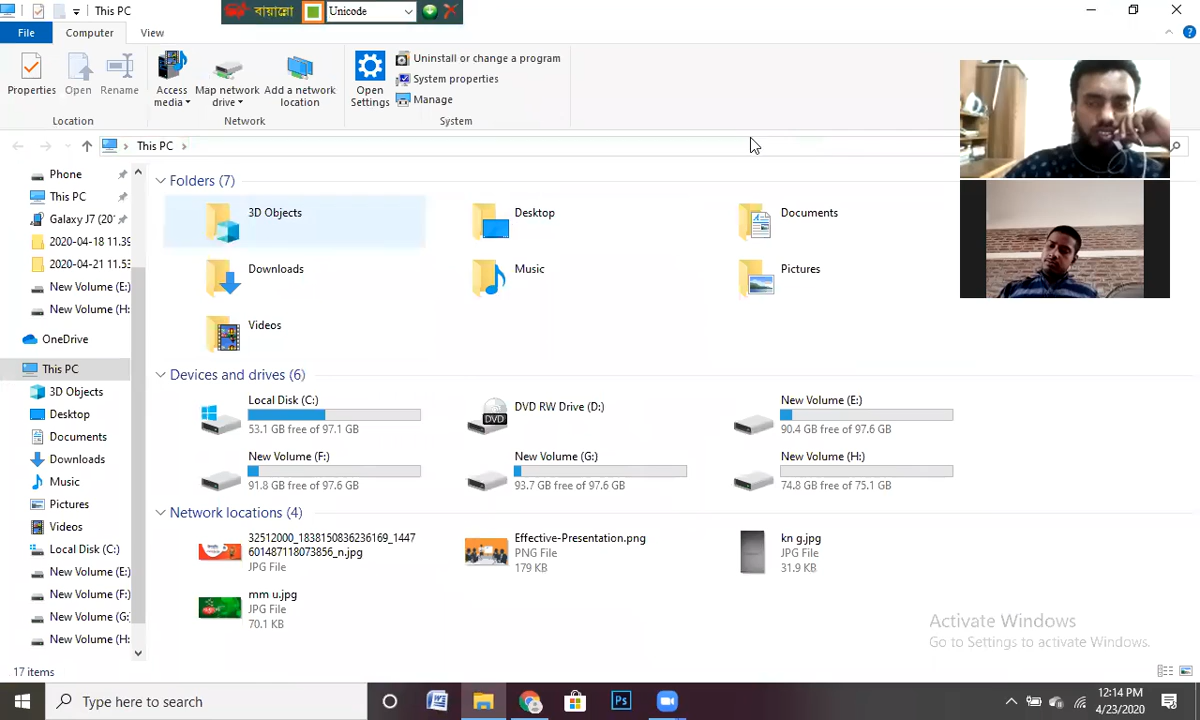 This PC
বায়ান্নো
Unicode
File
Computer
View
Properties
Open
Rename
Access media
Map network drive
Add a network location
Open Settings
Uninstall or change a program
System properties
Manage
Location
Network
System
This PC
Phone
This PC
Galaxy J7 (20
2020-04-18 11.39
2020-04-21 11.53
New Volume (E:)
New Volume (H:
OneDrive
This PC
3D Objects
Desktop
Documents
Downloads
Music
Pictures
Videos
Local Disk (C:)
New Volume (E:)
New Volume (F:)
New Volume (G:
New Volume (H:
Folders (7)
3D Objects
Desktop
Documents
Downloads
Music
Pictures
Videos
Devices and drives (6)
Local Disk (C:)
53.1 GB free of 97.1 GB
DVD RW Drive (D:)
DVD
New Volume (E:)
90.4 GB free of 97.6 GB
New Volume (F:)
91.8 GB free of 97.6 GB
New Volume (G:)
93.7 GB free of 97.6 GB
New Volume (H:)
74.8 GB free of 75.1 GB
Network locations (4)
32512000_1838150836236169_1447
601487118073856_n.jpg
JPG File
Effective-Presentation.png
PNG File
179 KB
kn g.jpg
JPG File
31.9 KB
mm u.jpg
JPG File
70.1 KB
Activate Windows
Go to Settings to activate Windows.
17 items
Type here to search
W
Ps
12:14 PM
4/23/2020